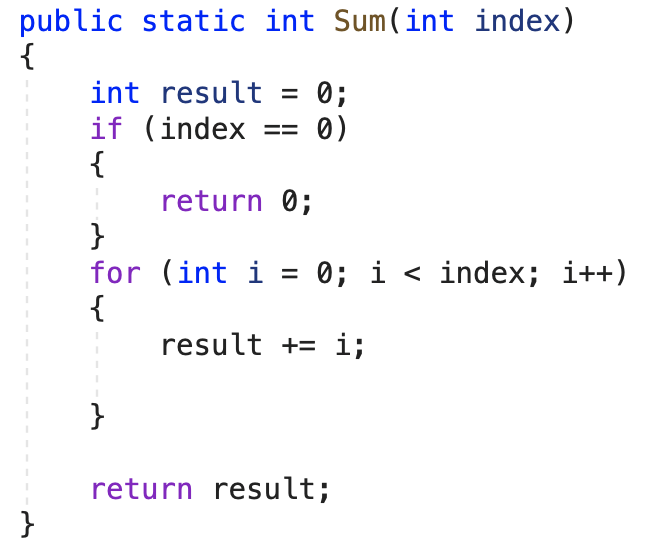 public static int Sum(int index)
{
    int result = 0;
    if (index == 0)
    {
        return 0;
    }
    for (int i = 0; i < index; i++)
    {
        result += i;

    }

    return result;
}